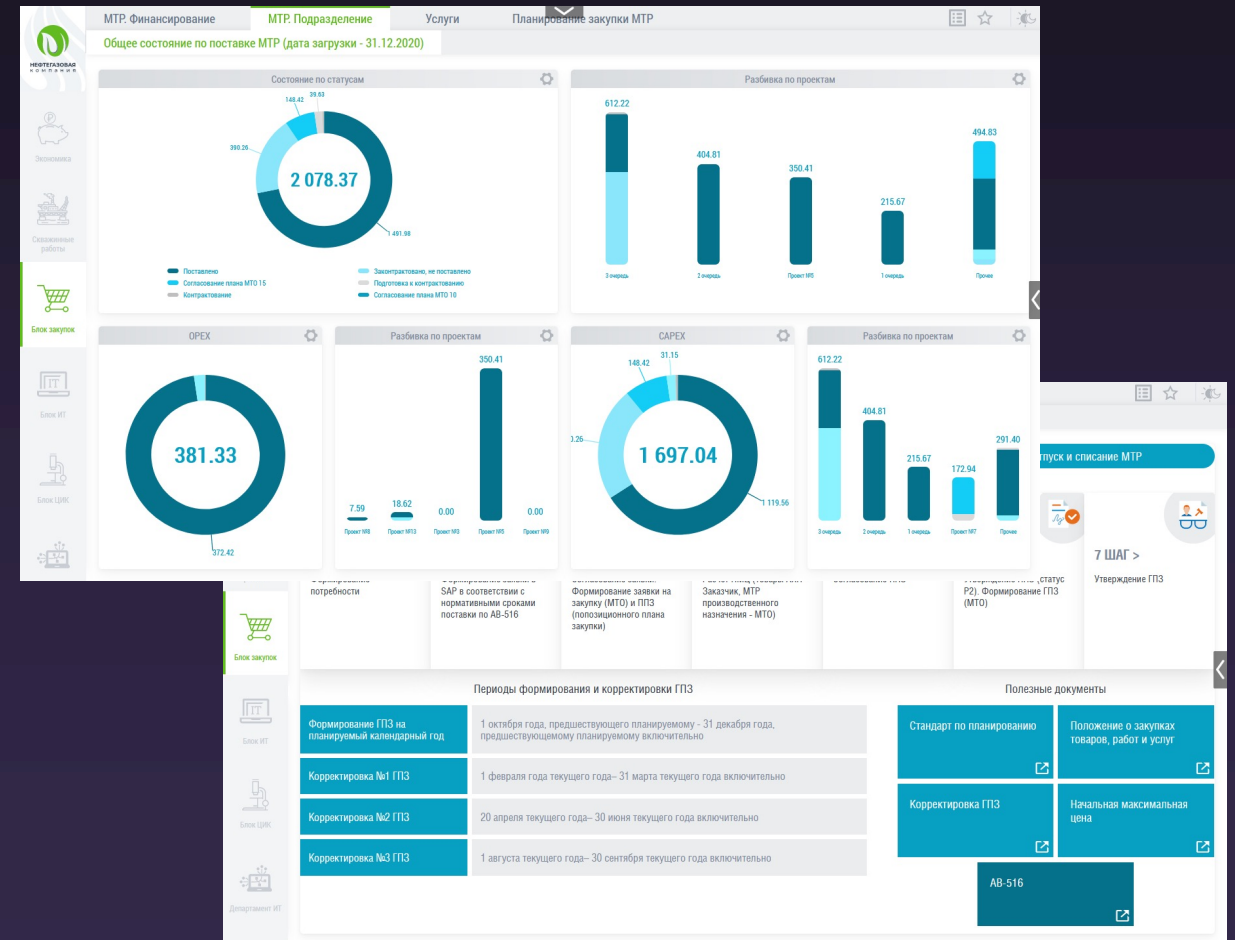 МТР. Финансирование
МТР. Подразделение
Услуги
Планирование закупки МТР
Общее состояние по поставке МТР (дата загрузки - 31.12.2020)
НЕФТЕГАЗОВАЯ
КОМПАНИЯ
Экономика
Скважинные
работы
Блок закупок
Блок ИТ
Блок ЦИК
Состояние по статусам
148.42
39.63
390.26
2 078.37
1 491.98
Поставлено
Законтрактовано, не поставлено
Согласование плана МТО 15
Подготовка к контрактованию
Контрактование
Согласование плана МТО 10
Разбивка по проектам
612.22
404.81
350.41
215.67
494.83
3 очередь
2 очередь
Проект №5
1 очередь
Прочее
OPEX
381.33
372.42
Разбивка по проектам
7.59
18.62
0.00
350.41
0.00
Проект №8
Проект №13
Проект №3
Проект №5
Проект №9
CAPEX
148.42
31.15
0.26
1 697.04
1 119.56
Разбивка по проектам
612.22
404.81
215.67
172.94
291.40
3 очередь
2 очередь
1 очередь
Проект №7
Прочее
пуск и списание МТР
7 ШАГ >
Утверждение ГПЗ
потребности
SAP в соответствии с
нормативными сроками
поставки по АВ-516
Формирование заявки на
закупку (МТО) и ППЗ
(попозиционного плана
закупки)
Заказчик, МТР
производственного
назначения - МТО)
статус
Р2). Формирование ГПЗ
(МТО)
Блок закупок
Блок ИТ
Блок ЦИК
Департамент ИТ
Периоды формирования и корректировки ГПЗ
Формирование ГПЗ на
планируемый календарный год
1 октября года, предшествующего планируемому - 31 декабря года,
предшествующему планируемому включительно
Корректировка №1 ГПЗ
1 февраля года текущего года– 31 марта текущего года включительно
Корректировка №2 ГПЗ
20 апреля текущего года– 30 июня текущего года включительно
Корректировка №3 ГПЗ
1 августа текущего года– 30 сентября текущего года включительно
Полезные документы
Стандарт по планированию
Положение о закупках
товаров, работ и услуг
Корректировка ГПЗ
Начальная максимальная
цена
АВ-516